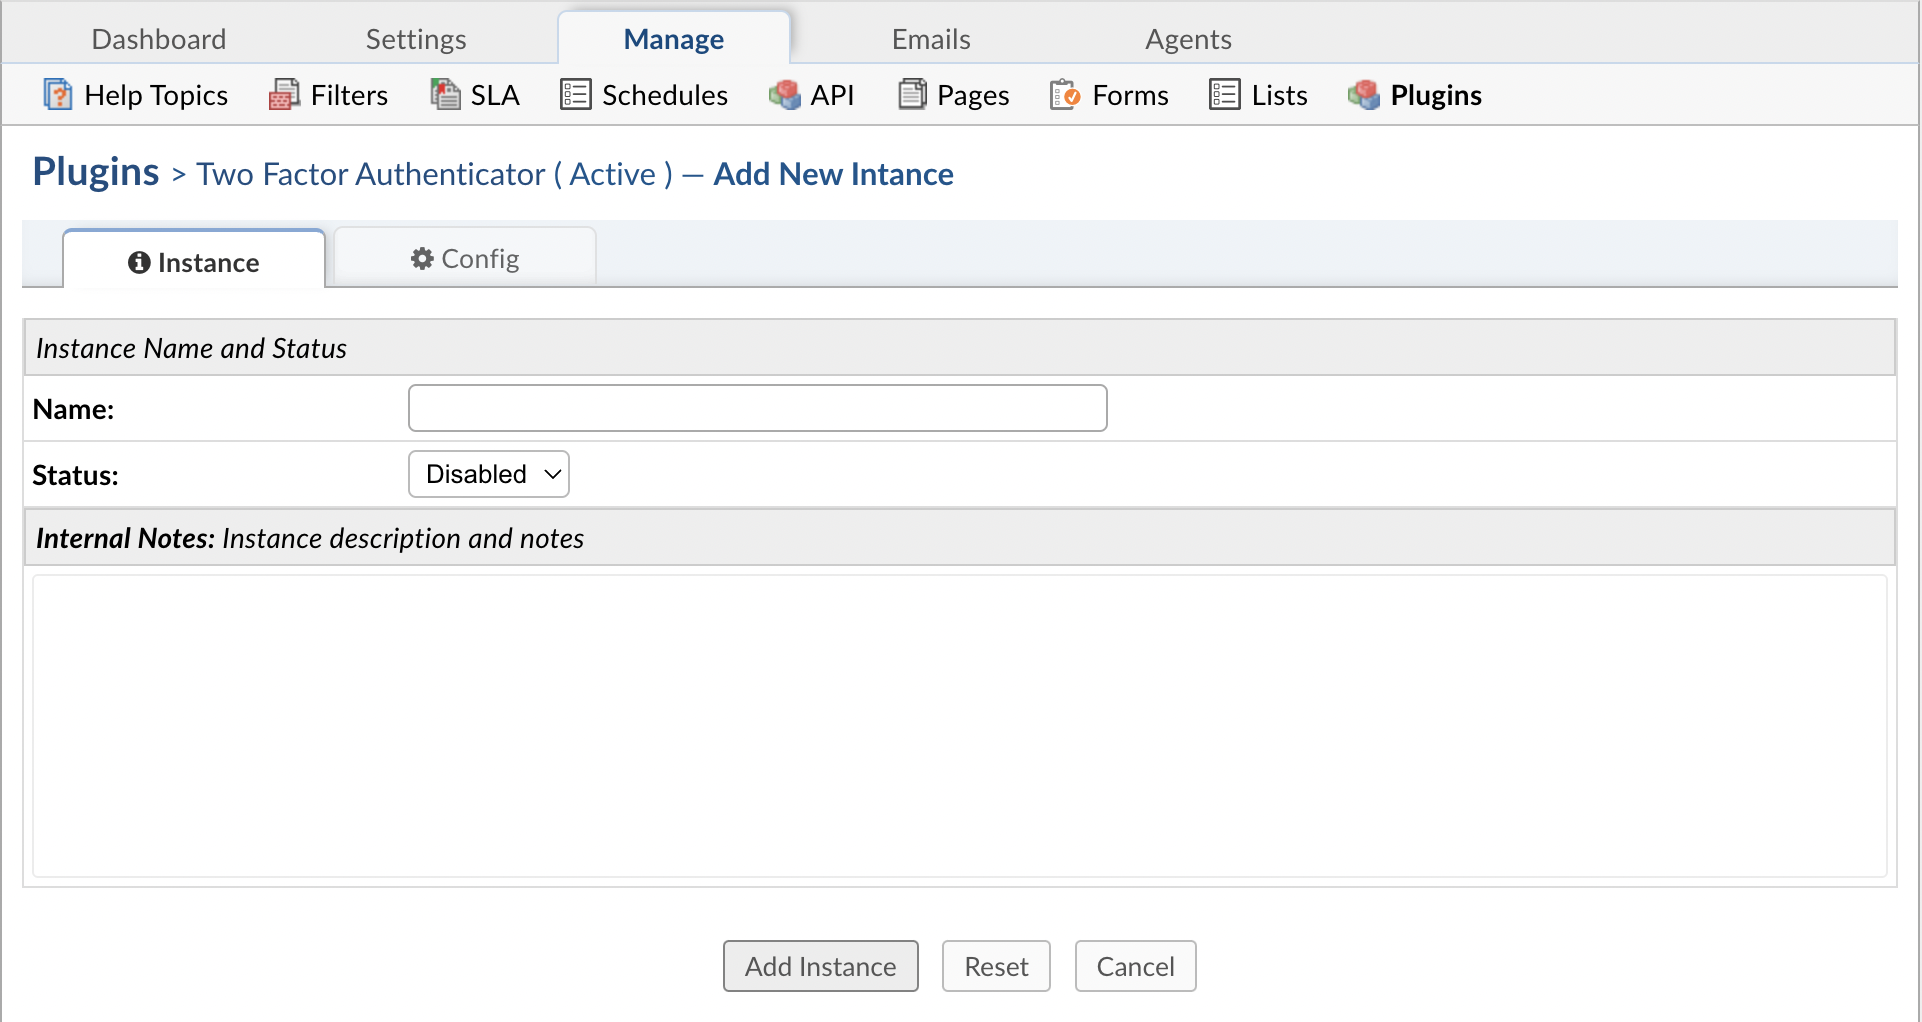 Dashboard Settings Manage Emails Agents
Help Topics Filters SLA Schedules API Pages Forms Lists Plugins
Plugins > Two Factor Authenticator ( Active ) — Add New Intance
Instance Config
Instance Name and Status
Name:
Status: Disabled
Internal Notes: Instance description and notes
Add Instance Reset Cancel